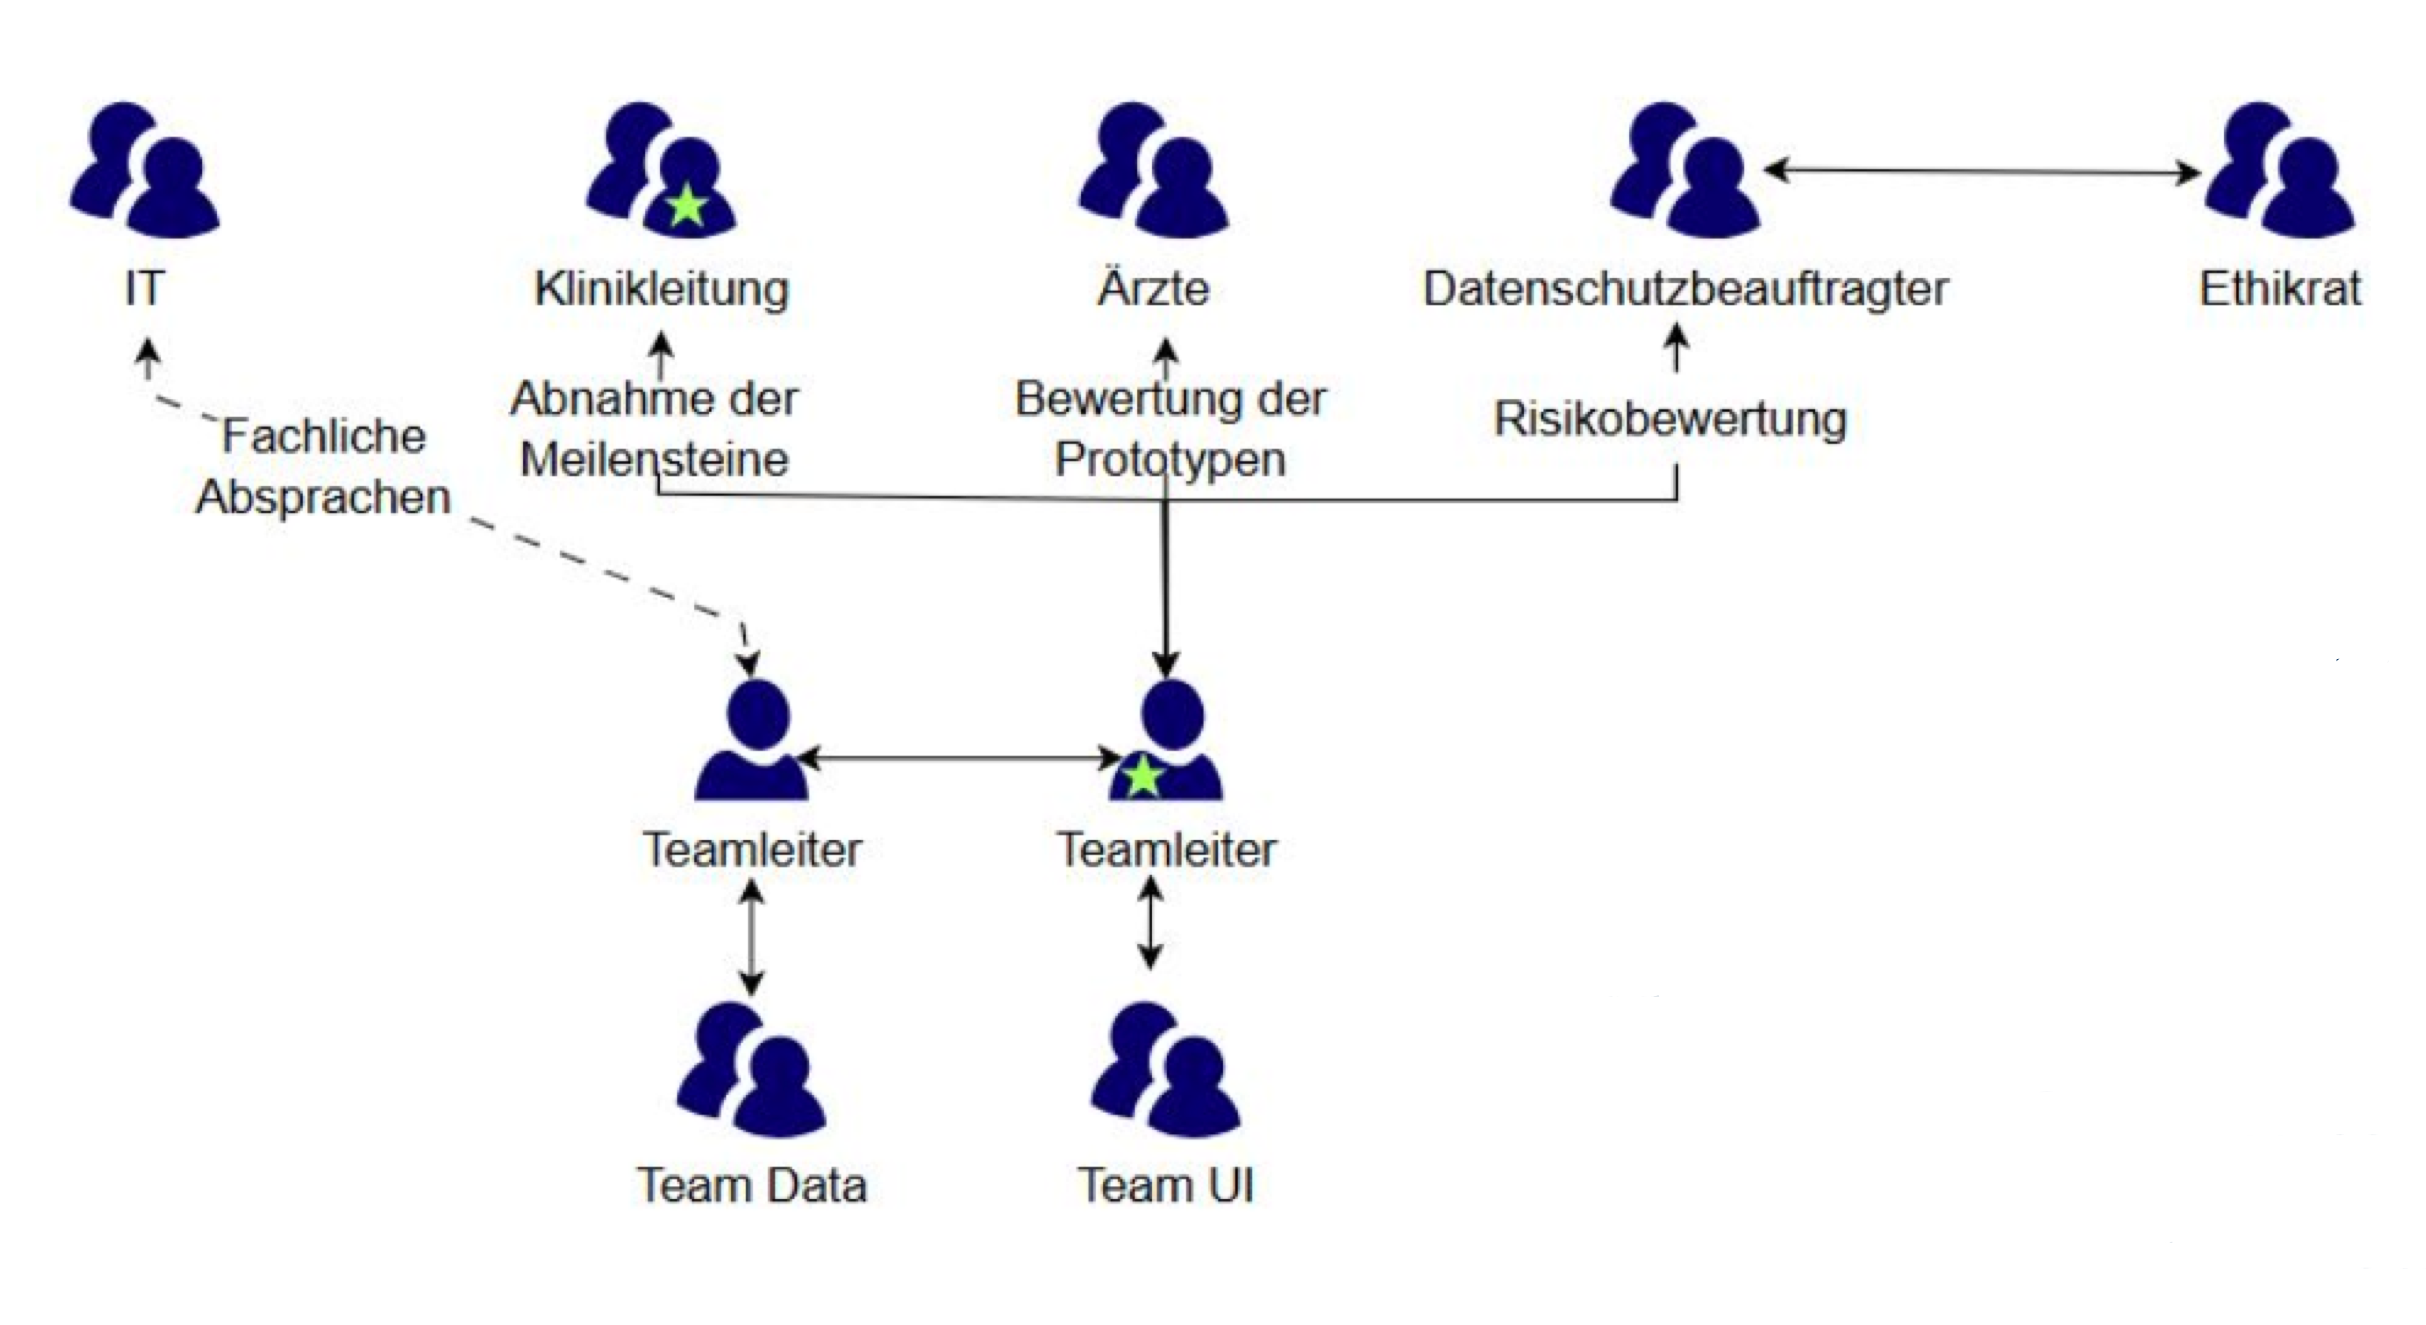 IT
Klinikleitung
Ärzte
Datenschutzbeauftragter
Ethikrat
Fachliche
Absprachen
Abnahme der
Meilensteine
Bewertung der
Prototypen
Risikobewertung
Teamleiter
Teamleiter
Team Data
Team UI